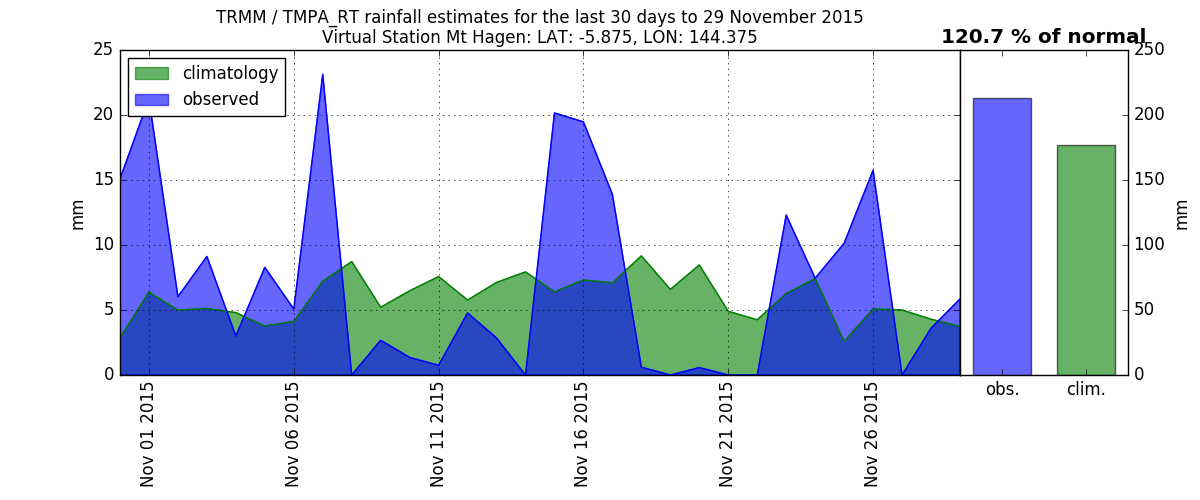 TRMM / TMPA_RT rainfall estimates for the last 30 days to 29 November 2015
Virtual Station Mt Hagen: LAT: -5.875, LON: 144.375
120.7 % of normal
climatology
observed
25
20
15
10
5
0
mm
Nov 01 2015
Nov 06 2015
Nov 11 2015
Nov 16 2015
Nov 21 2015
Nov 26 2015
250
200
150
100
50
0
mm
obs.
clim.